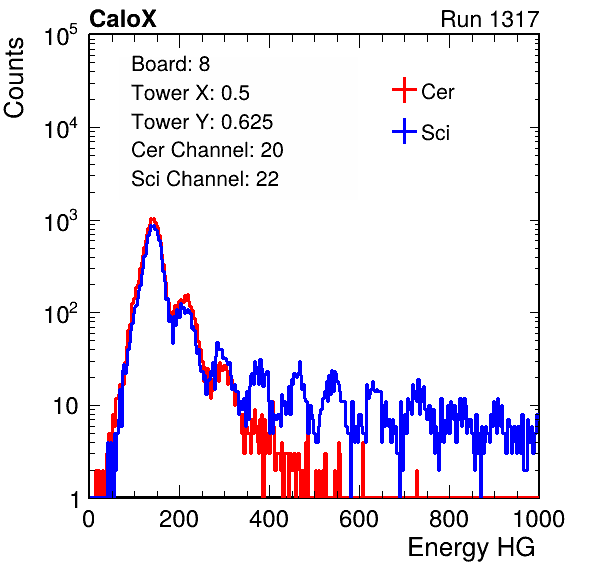 CaloX Run 1317
Counts
10^5
10^4
10^3
10^2
10
1
Board: 8
Tower X: 0.5
Tower Y: 0.625
Cer Channel: 20
Sci Channel: 22
Cer
Sci
0 200 400 600 800 1000
Energy HG